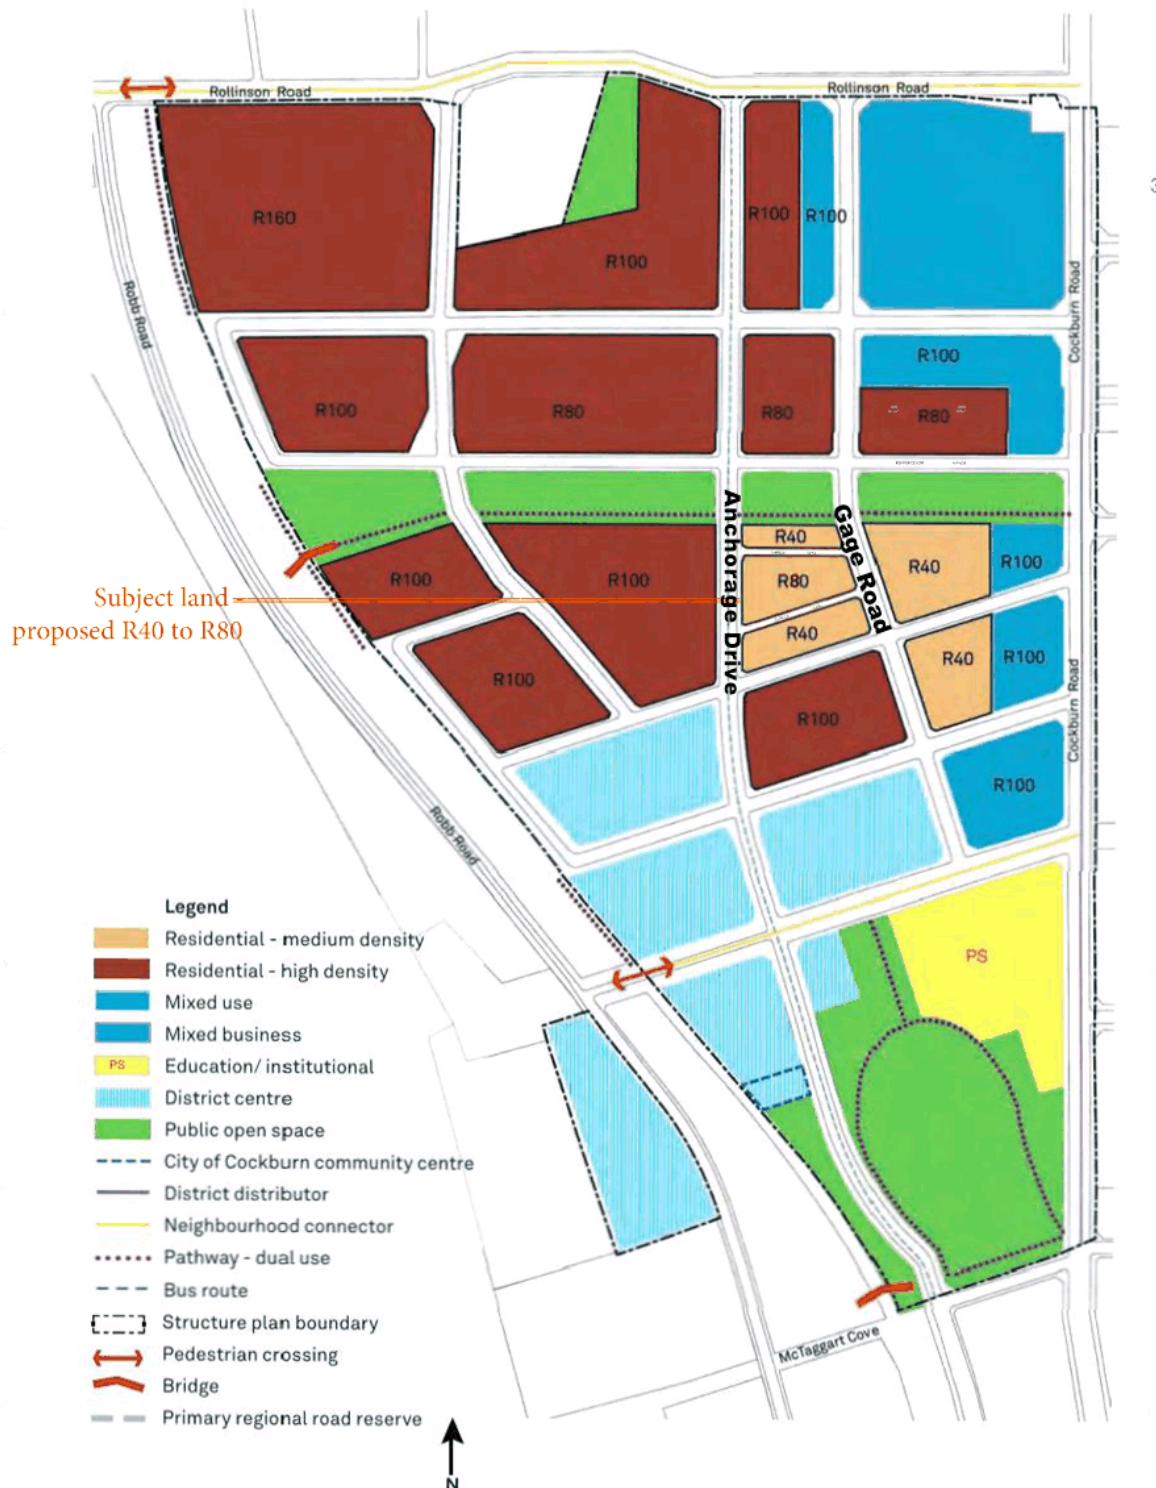 Rollinson Road
Rollinson Road
3
R160
R100
R100
R100
Robb Road
Cockburn Road
R100
R100
R80
R80
R80
Anchorage Drive
Gage Road
R40
R100
R100
R80
R40
R100
Subject land
proposed R40 to R80
R40
R100
R40
R100
R100
Cockburn Road
R100
Robb Road
PS
Legend
Residential - medium density
Residential - high density
Mixed use
Mixed business
PS
Education/ institutional
District centre
Public open space
City of Cockburn community centre
District distributor
Neighbourhood connector
Pathway - dual use
Bus route
Structure plan boundary
Pedestrian crossing
Bridge
Primary regional road reserve
McTaggart Cove
N